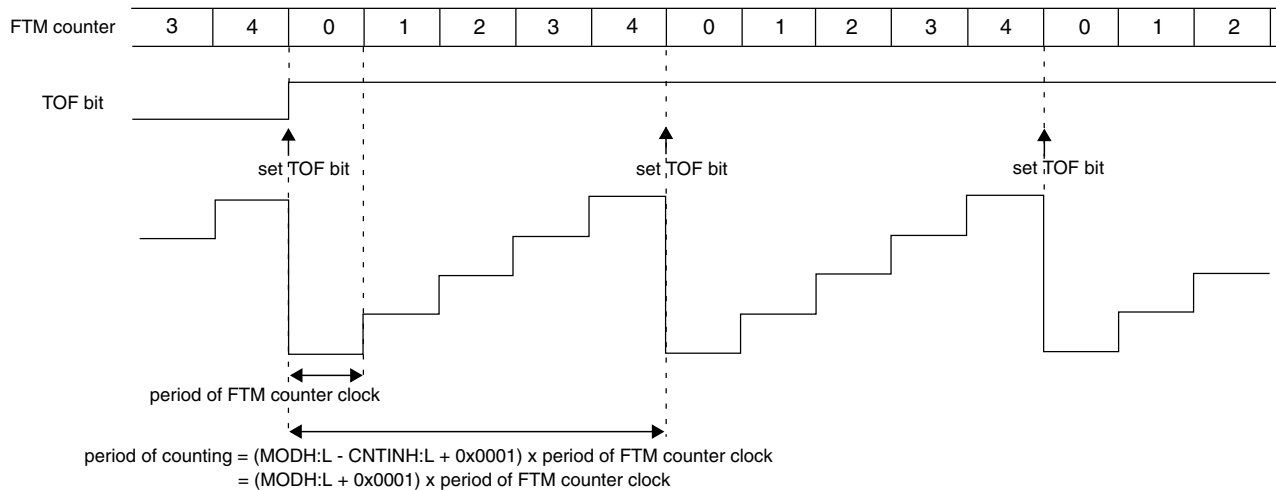 FTM counter 3 4 0 1 2 3 4 0 1 2 3 4 0 1 2
TOF bit
set TOF bit set TOF bit set TOF bit
period of FTM counter clock
period of counting = (MODH:L - CNTINH:L + 0x0001) x period of FTM counter clock
= (MODH:L + 0x0001) x period of FTM counter clock